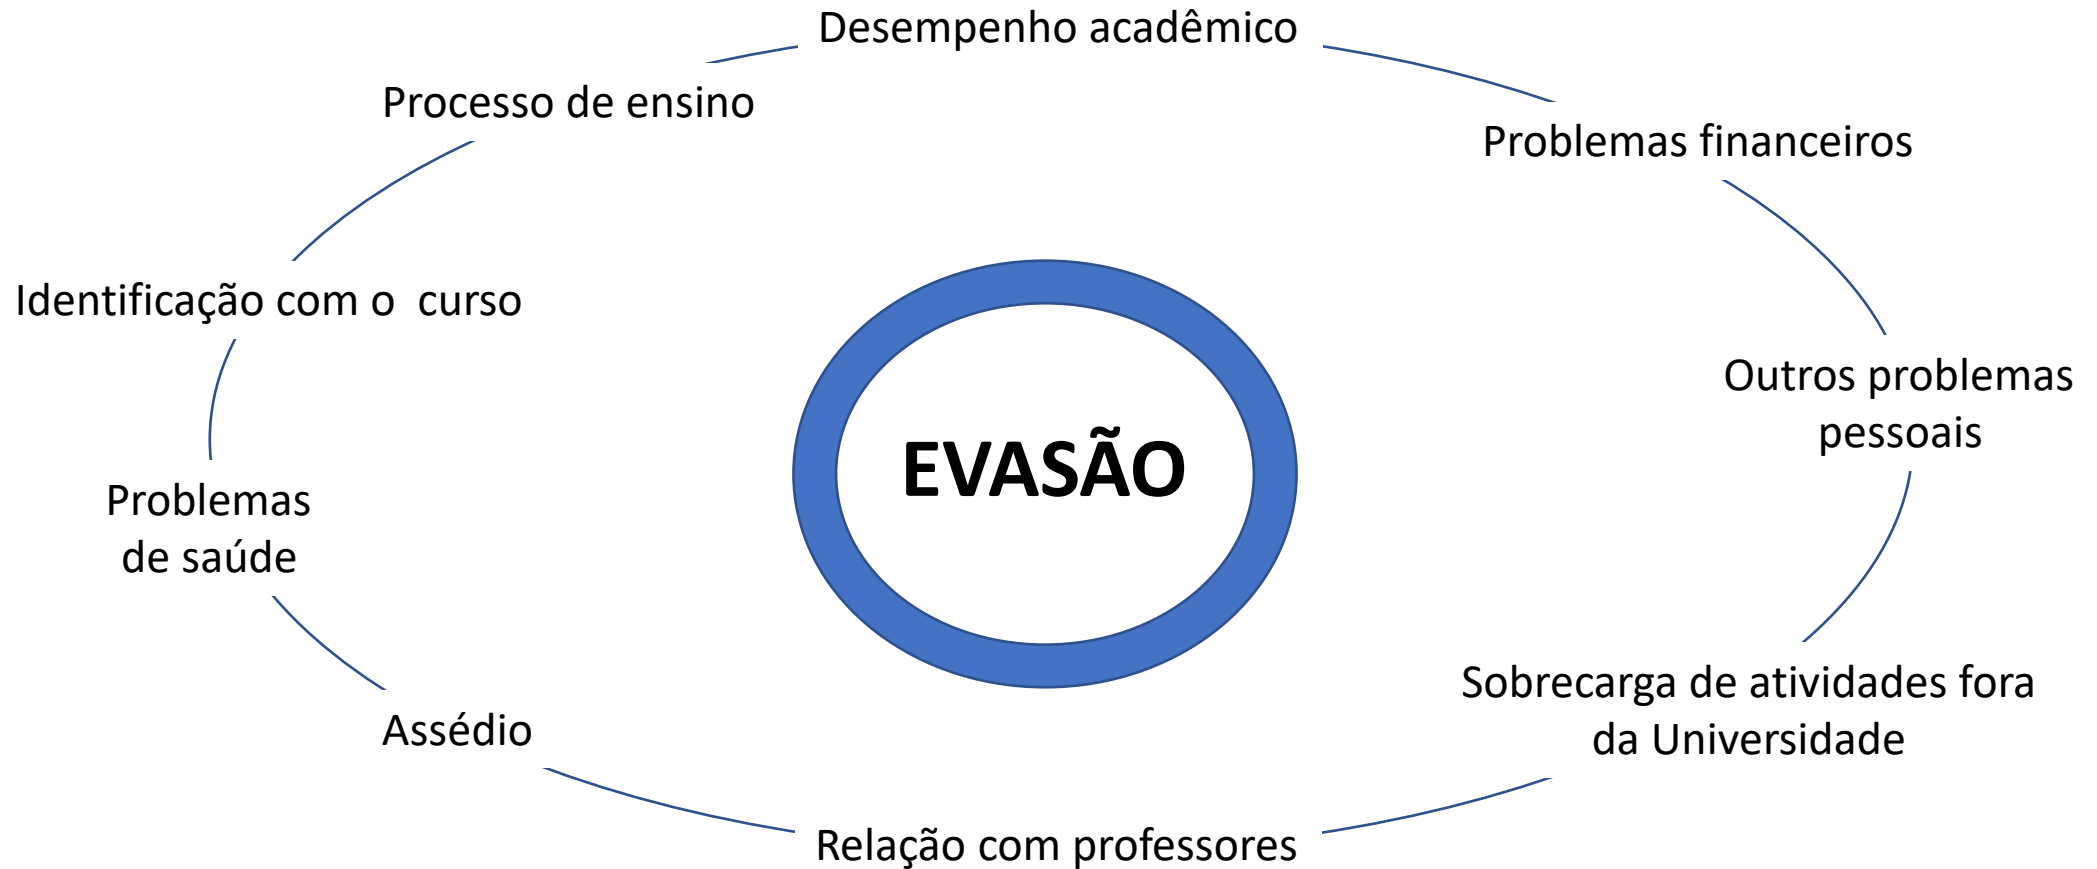 Desempenho acadêmico
Processo de ensino
Problemas financeiros
Identificação com o  curso
Outros problemas
pessoais
EVASÃO
Problemas
de saúde
Sobrecarga de atividades fora
da Universidade
Assédio
Relação com professores